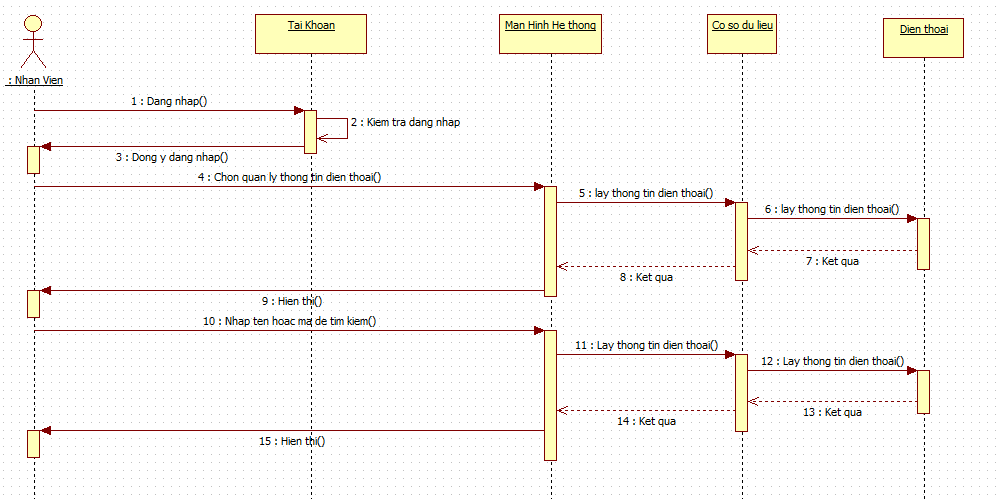 Tai Khoan
Man Hinh He thong
Co so du lieu
Dien thoai
: Nhan Vien
1 : Dang nhap()
2 : Kiem tra dang nhap
3 : Dong y dang nhap()
4 : Chon quan ly thong tin dien thoai()
5 : lay thong tin dien thoai()
6 : lay thong tin dien thoai()
7 : Ket qua
8 : Ket qua
9 : Hien thi()
10 : Nhap ten hoac ma de tim kiem()
11 : Lay thong tin dien thoai()
12 : Lay thong tin dien thoai()
13 : Ket qua
14 : Ket qua
15 : Hien thi()